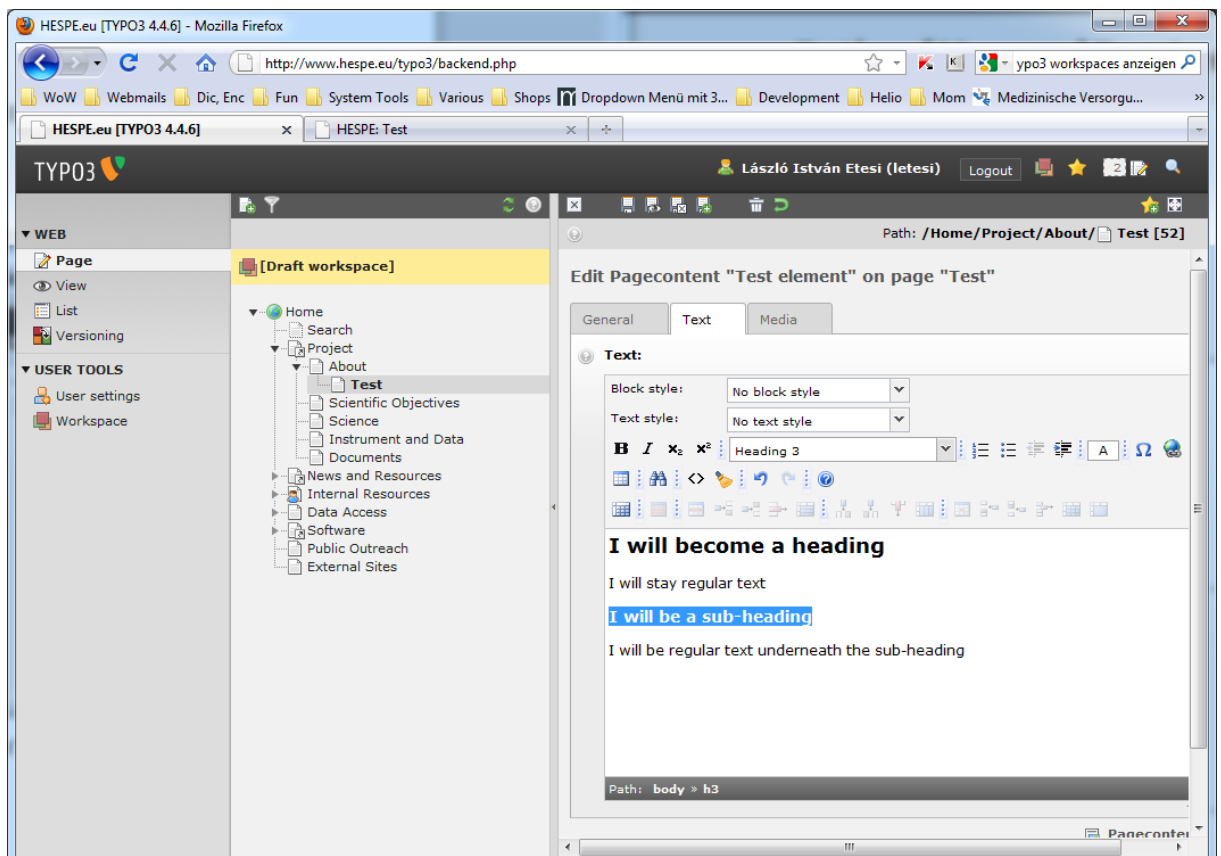 HESPE.eu [TYPO3 4.4.6] - Mozilla Firefox
http://www.hespe.eu/typo3/backend.php
ypo3 workspaces anzeigen
WoW Webmails Dic, Enc Fun System Tools Various Shops Dropdown Menü mit 3... Development Helio Mom Medizinische Versorgu... »
HESPE.eu [TYPO3 4.4.6] HESPE: Test
TYPO3 László István Etesi (letesi) Logout 2
WEB
Page
View
List
Versioning
USER TOOLS
User settings
Workspace
[Draft workspace]
Home
Search
Project
About
Test
Scientific Objectives
Science
Instrument and Data
Documents
News and Resources
Internal Resources
Data Access
Software
Public Outreach
External Sites
Path: /Home/Project/About/ Test [52]
Edit Pagecontent "Test element" on page "Test"
General Text Media
Text:
Block style: No block style
Text style: No text style
B I x₂ x² Heading 3 A Ω
I will become a heading
I will stay regular text
I will be a sub-heading
I will be regular text underneath the sub-heading
Path: body » h3